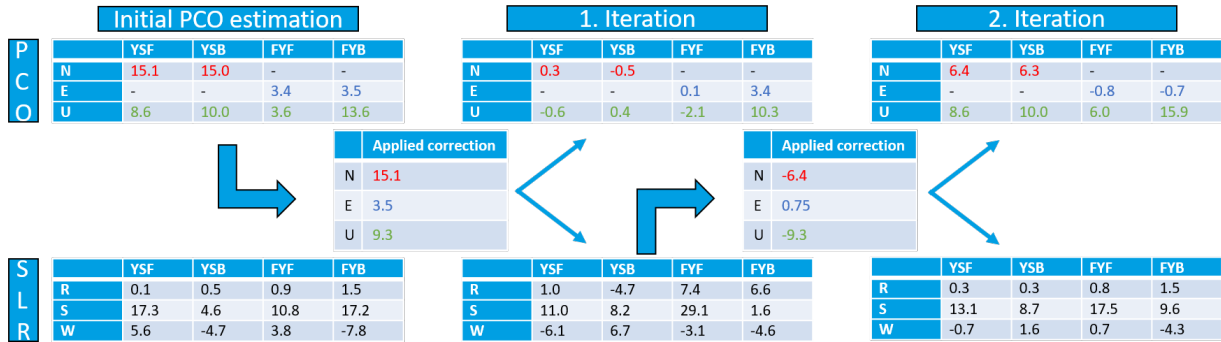 Initial PCO estimation
1. Iteration
2. Iteration
P
C
O
YSF YSB FYF FYB
N 15.1 15.0 - -
E - - 3.4 3.5
U 8.6 10.0 3.6 13.6
YSF YSB FYF FYB
N 0.3 -0.5 - -
E - - 0.1 3.4
U -0.6 0.4 -2.1 10.3
YSF YSB FYF FYB
N 6.4 6.3 - -
E - - -0.8 -0.7
U 8.6 10.0 6.0 15.9
Applied correction
N 15.1
E 3.5
U 9.3
Applied correction
N -6.4
E 0.75
U -9.3
S
L
R
YSF YSB FYF FYB
R 0.1 0.5 0.9 1.5
S 17.3 4.6 10.8 17.2
W 5.6 -4.7 3.8 -7.8
YSF YSB FYF FYB
R 1.0 -4.7 7.4 6.6
S 11.0 8.2 29.1 1.6
W -6.1 6.7 -3.1 -4.6
YSF YSB FYF FYB
R 0.3 0.3 0.8 1.5
S 13.1 8.7 17.5 9.6
W -0.7 1.6 0.7 -4.3